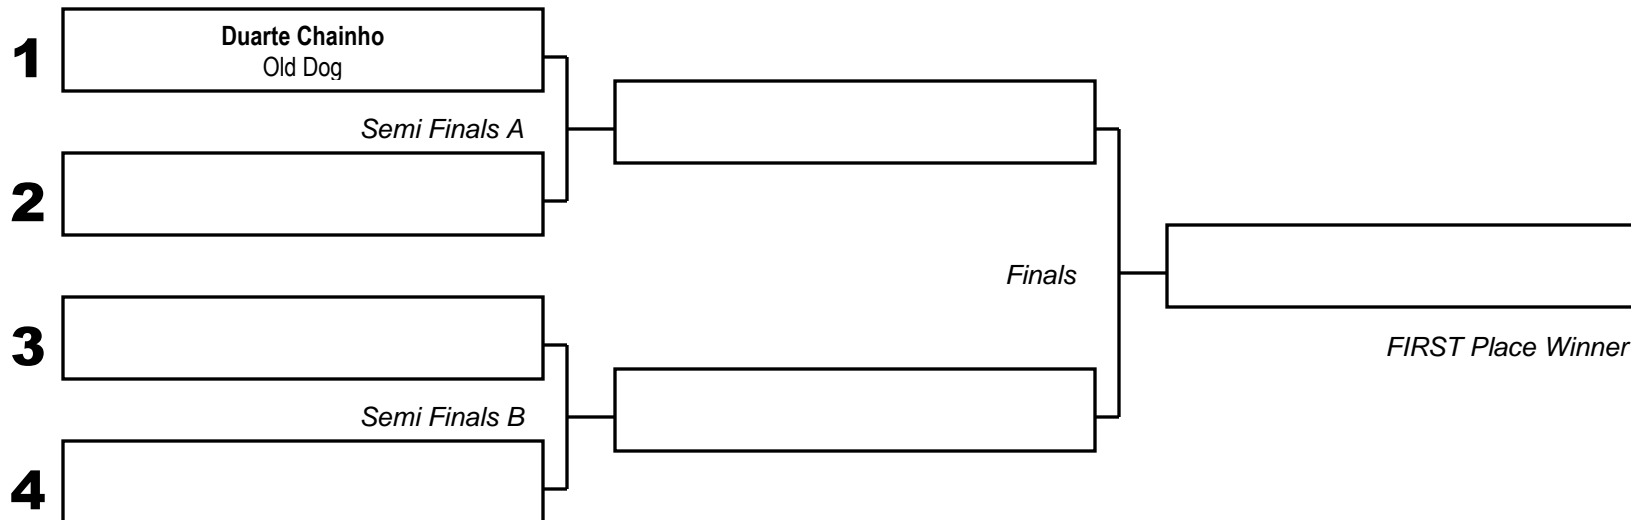 1
Duarte Chainho
Old Dog
Semi Finals A
2
Finals
3
FIRST Place Winner
Semi Finals B
4